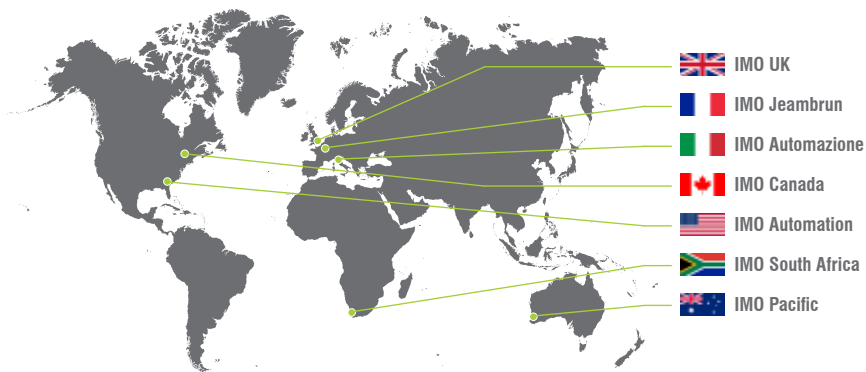 IMO UK
IMO Jeambrun
IMO Automazione
IMO Canada
IMO Automation
IMO South Africa
IMO Pacific